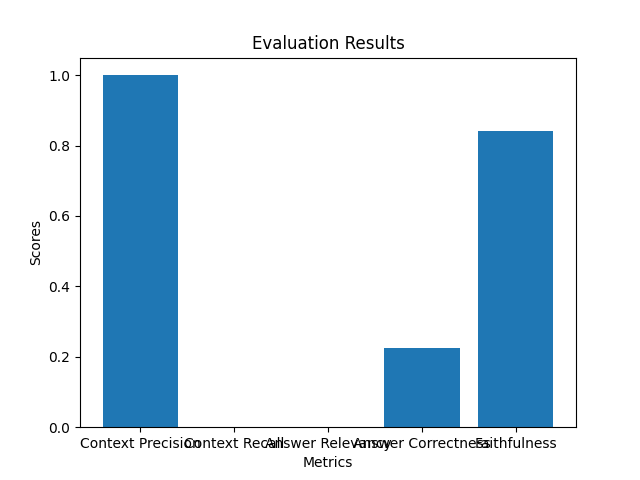 Evaluation Results
Scores
1.0
0.8
0.6
0.4
0.2
0.0
Context Precision Context Recall Answer Relevancy Answer Correctness Faithfulness
Metrics